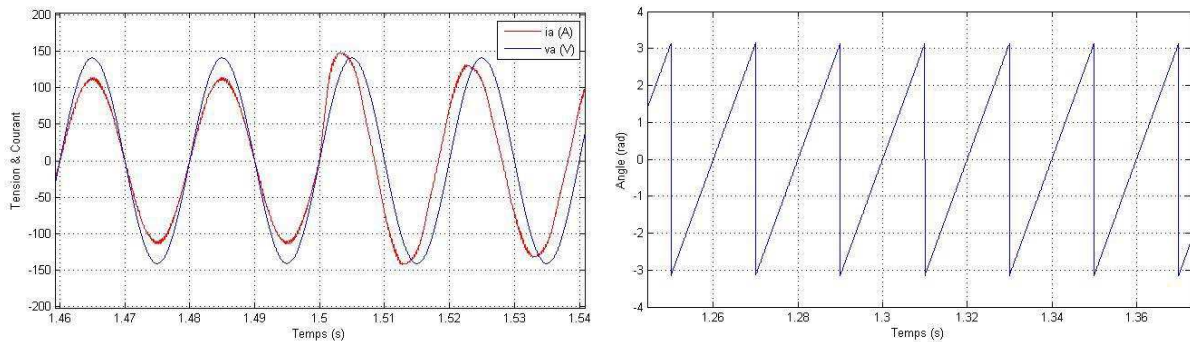 200
150
100
50
0
-50
-100
-150
-200
Tension & Courant
ia (A)
va (V)
1.46 1.47 1.48 1.49 1.5 1.51 1.52 1.53 1.54
Temps (s)
4
3
2
1
0
-1
-2
-3
-4
Angle (rad)
1.26 1.28 1.3 1.32 1.34 1.36
Temps (s)